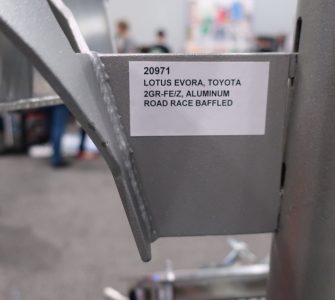 20971
LOTUS EVORA, TOYOTA
2GR-FE/Z, ALUMINUM
ROAD RACE BAFFLED